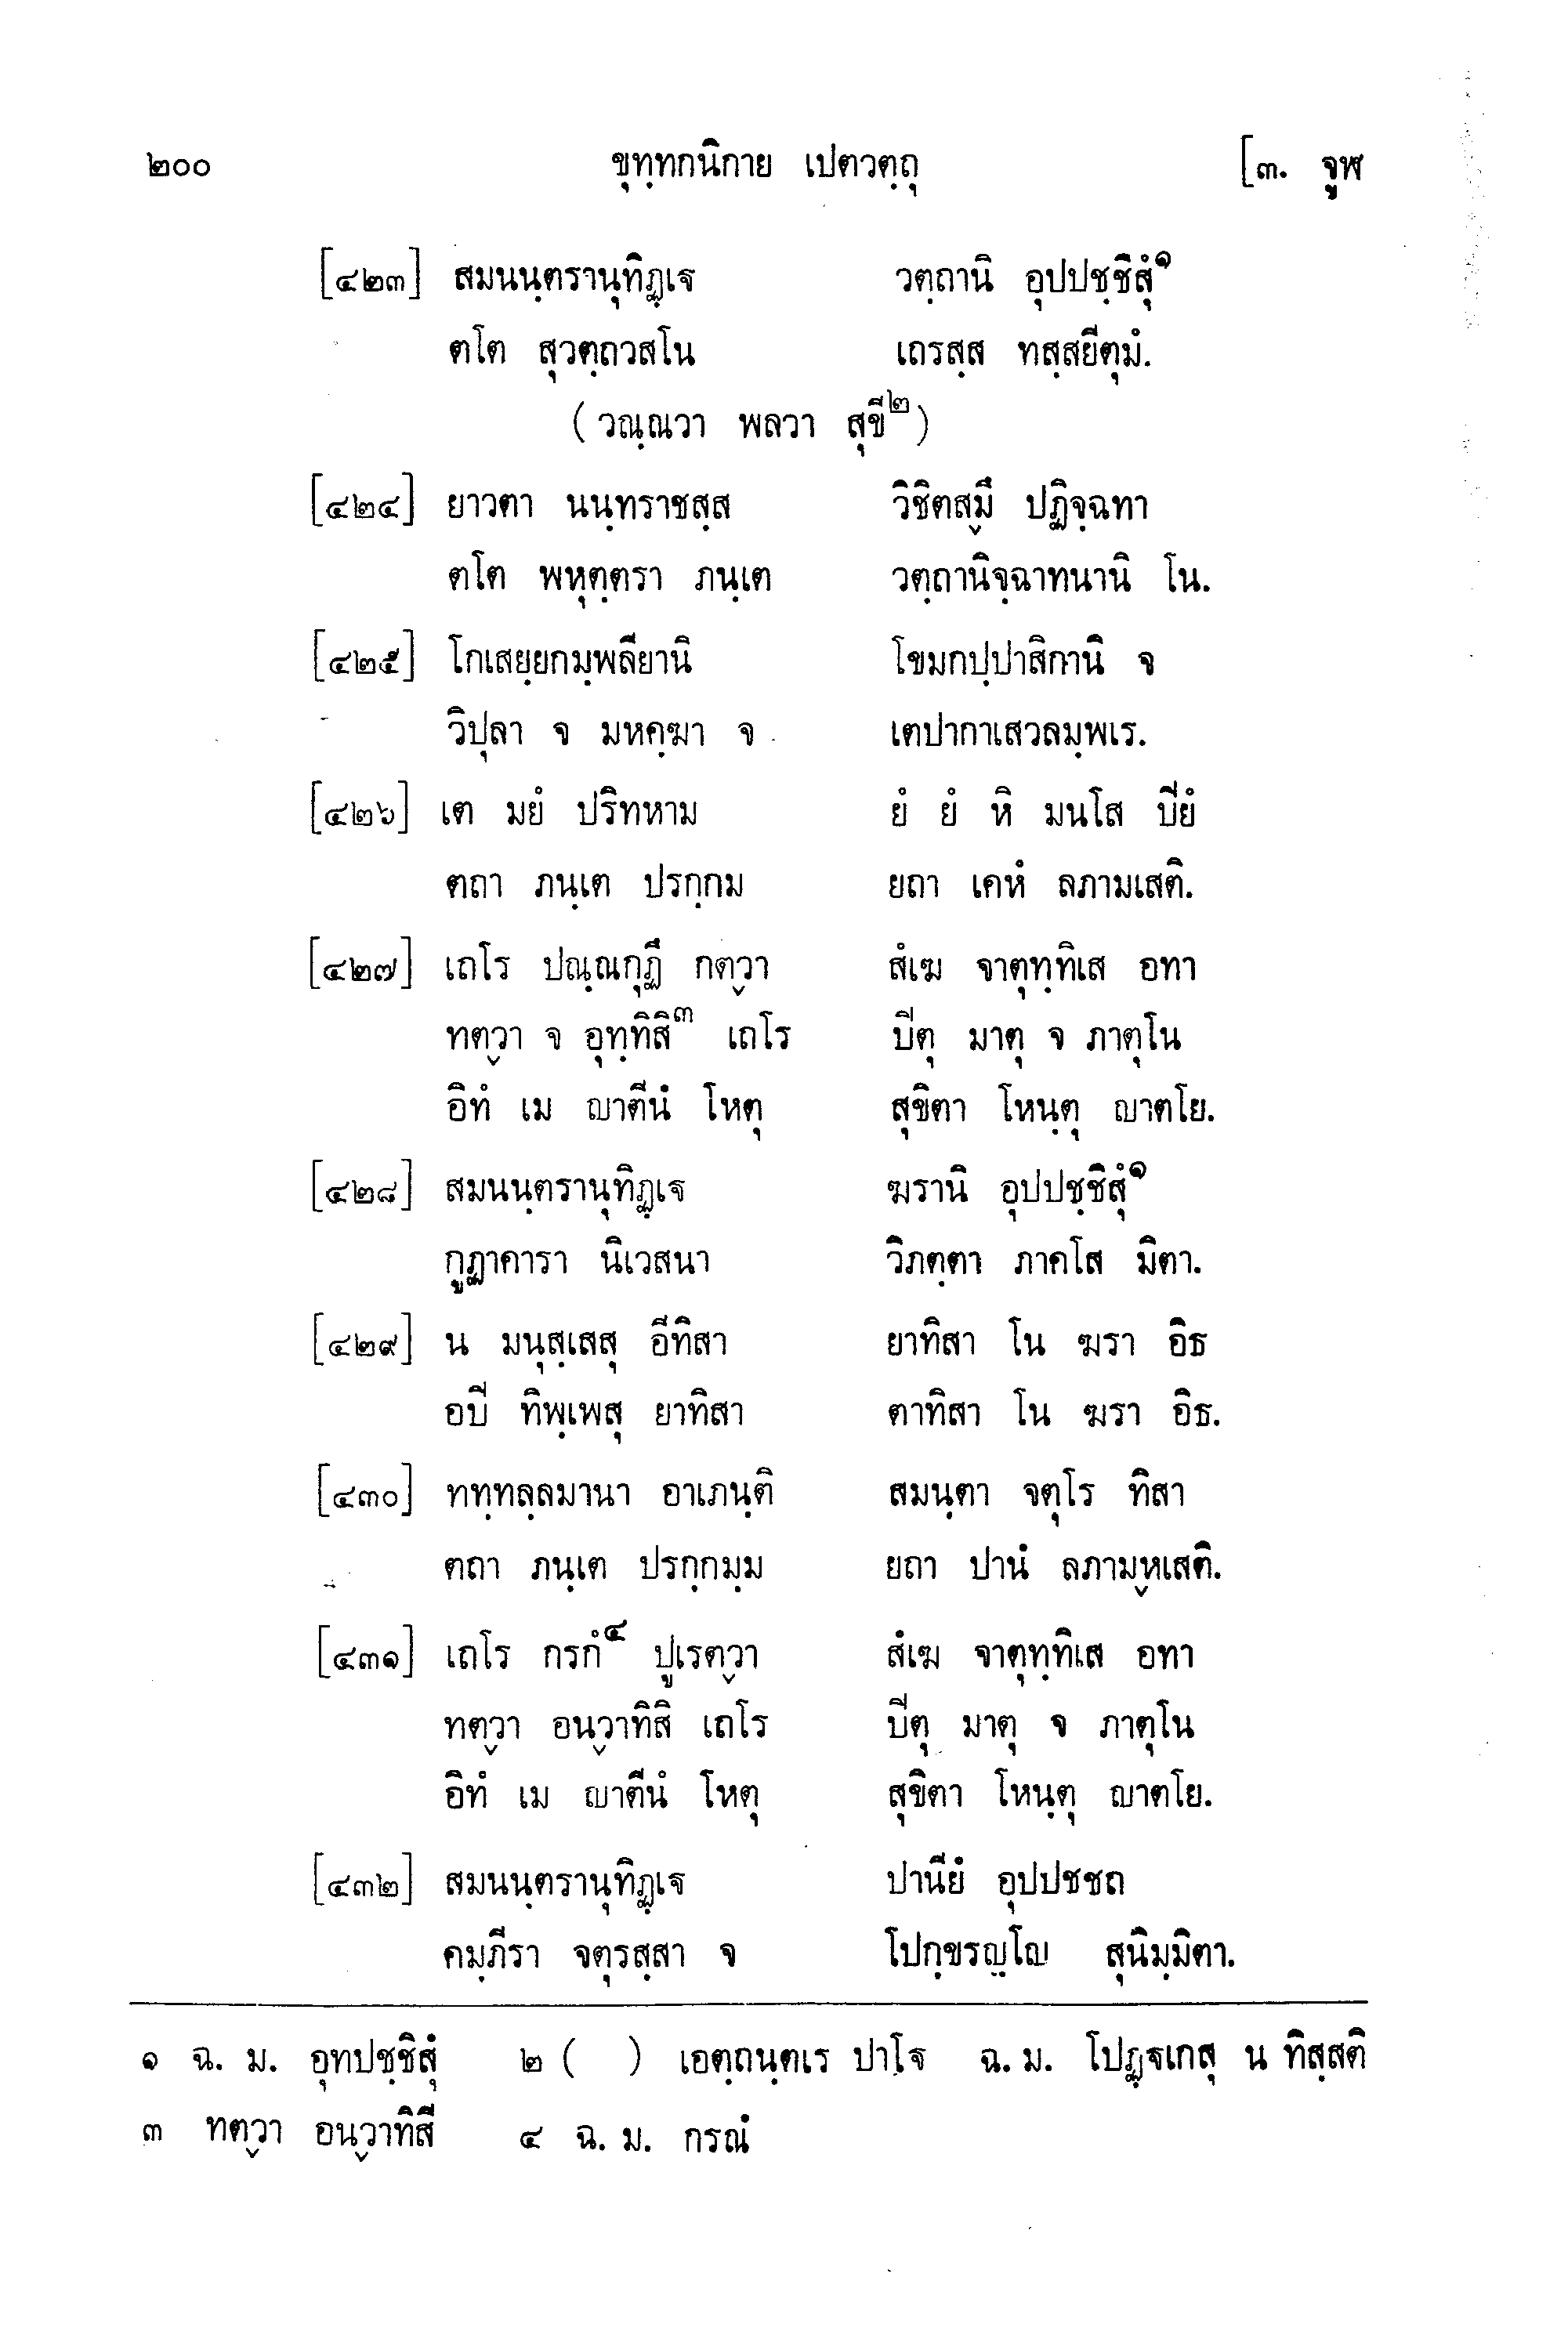 ๒๐๐ ขุทฺทกนิกาย เปตวตฺถุ [๓. จูฬ
[๔๒๓] สมนนฺตรานุทิฏฺเฐ วตฺถานิ อุปปชฺชึสุํ๑
ตโต สุวตฺถวสโน เถรสฺส ทสฺสยีตุมํ.
(วณฺณวา พลวา สุขี๒)
[๔๒๔] ยาวตา นนฺทราชสฺส วิชิตสฺมึ ปฏิจฺฉทา
ตโต พหุตฺตรา ภนฺเต วตฺถานิจฺฉาทนานิ โน.
[๔๒๕] โกเสยฺยกมฺพลียานิ โขมกปฺปาสิกานิ จ
วิปุลา จ มหคฺฆา จ เตปากาเสวลมฺพเร.
[๔๒๖] เต มยํ ปริทหาม ยํ ยํ หิ มนโส ปิยํ
ตถา ภนฺเต ปรกฺกม ยถา เคหํ ลภามเสติ.
[๔๒๗] เถโร ปณฺณกุฏึ กตฺวา สํเฆ จาตุทฺทิเส อทา
ทตฺวา จ อุทฺทิสิ๓ เถโร ปิตุ มาตุ จ ภาตุโน
อิทํ เม ญาตีนํ โหตุ สุขิตา โหนฺตุ ญาตโย.
[๔๒๘] สมนนฺตรานุทิฏฺเฐ ฆรานิ อุปปชฺชึสุํ๑
กูฏาคารา นิเวสนา วิภตฺตา ภาคโส มิตา.
[๔๒๙] น มนุสฺเสสุ อีทิสา ยาทิสา โน ฆรา อิธ
อปิ ทิพฺเพสุ ยาทิสา ตาทิสา โน ฆรา อิธ.
[๔๓๐] ททฺทลฺลมานา อาเภนฺติ สมนฺตา จตุโร ทิสา
ตถา ภนฺเต ปรกฺกมฺม ยถา ปานํ ลภามฺหเสติ.
[๔๓๑] เถโร กรกํ๔ ปูเรตฺวา สํเฆ จาตุทฺทิเส อทา
ทตฺวา อนฺวาทิสิ เถโร ปิตุ มาตุ จ ภาตุโน
อิทํ เม ญาตีนํ โหตุ สุขิตา โหนฺตุ ญาตโย.
[๔๓๒] สมนนฺตรานุทิฏฺเฐ ปานียํ อุปปชชถ
คมฺภีรา จตุรสฺสา จ โปกฺขรญฺโญ สุนิมฺมิตา.
๑ ฉ. ม. อุทปชฺชิสุํ ๒ ( ) เอตฺถนฺตเร ปาโฐ ฉ. ม. โปฏฺฐเกสุ น ทิสฺสติ
๓ ทตฺวา อนฺวาทิสี ๔ ฉ. ม. กรณํ